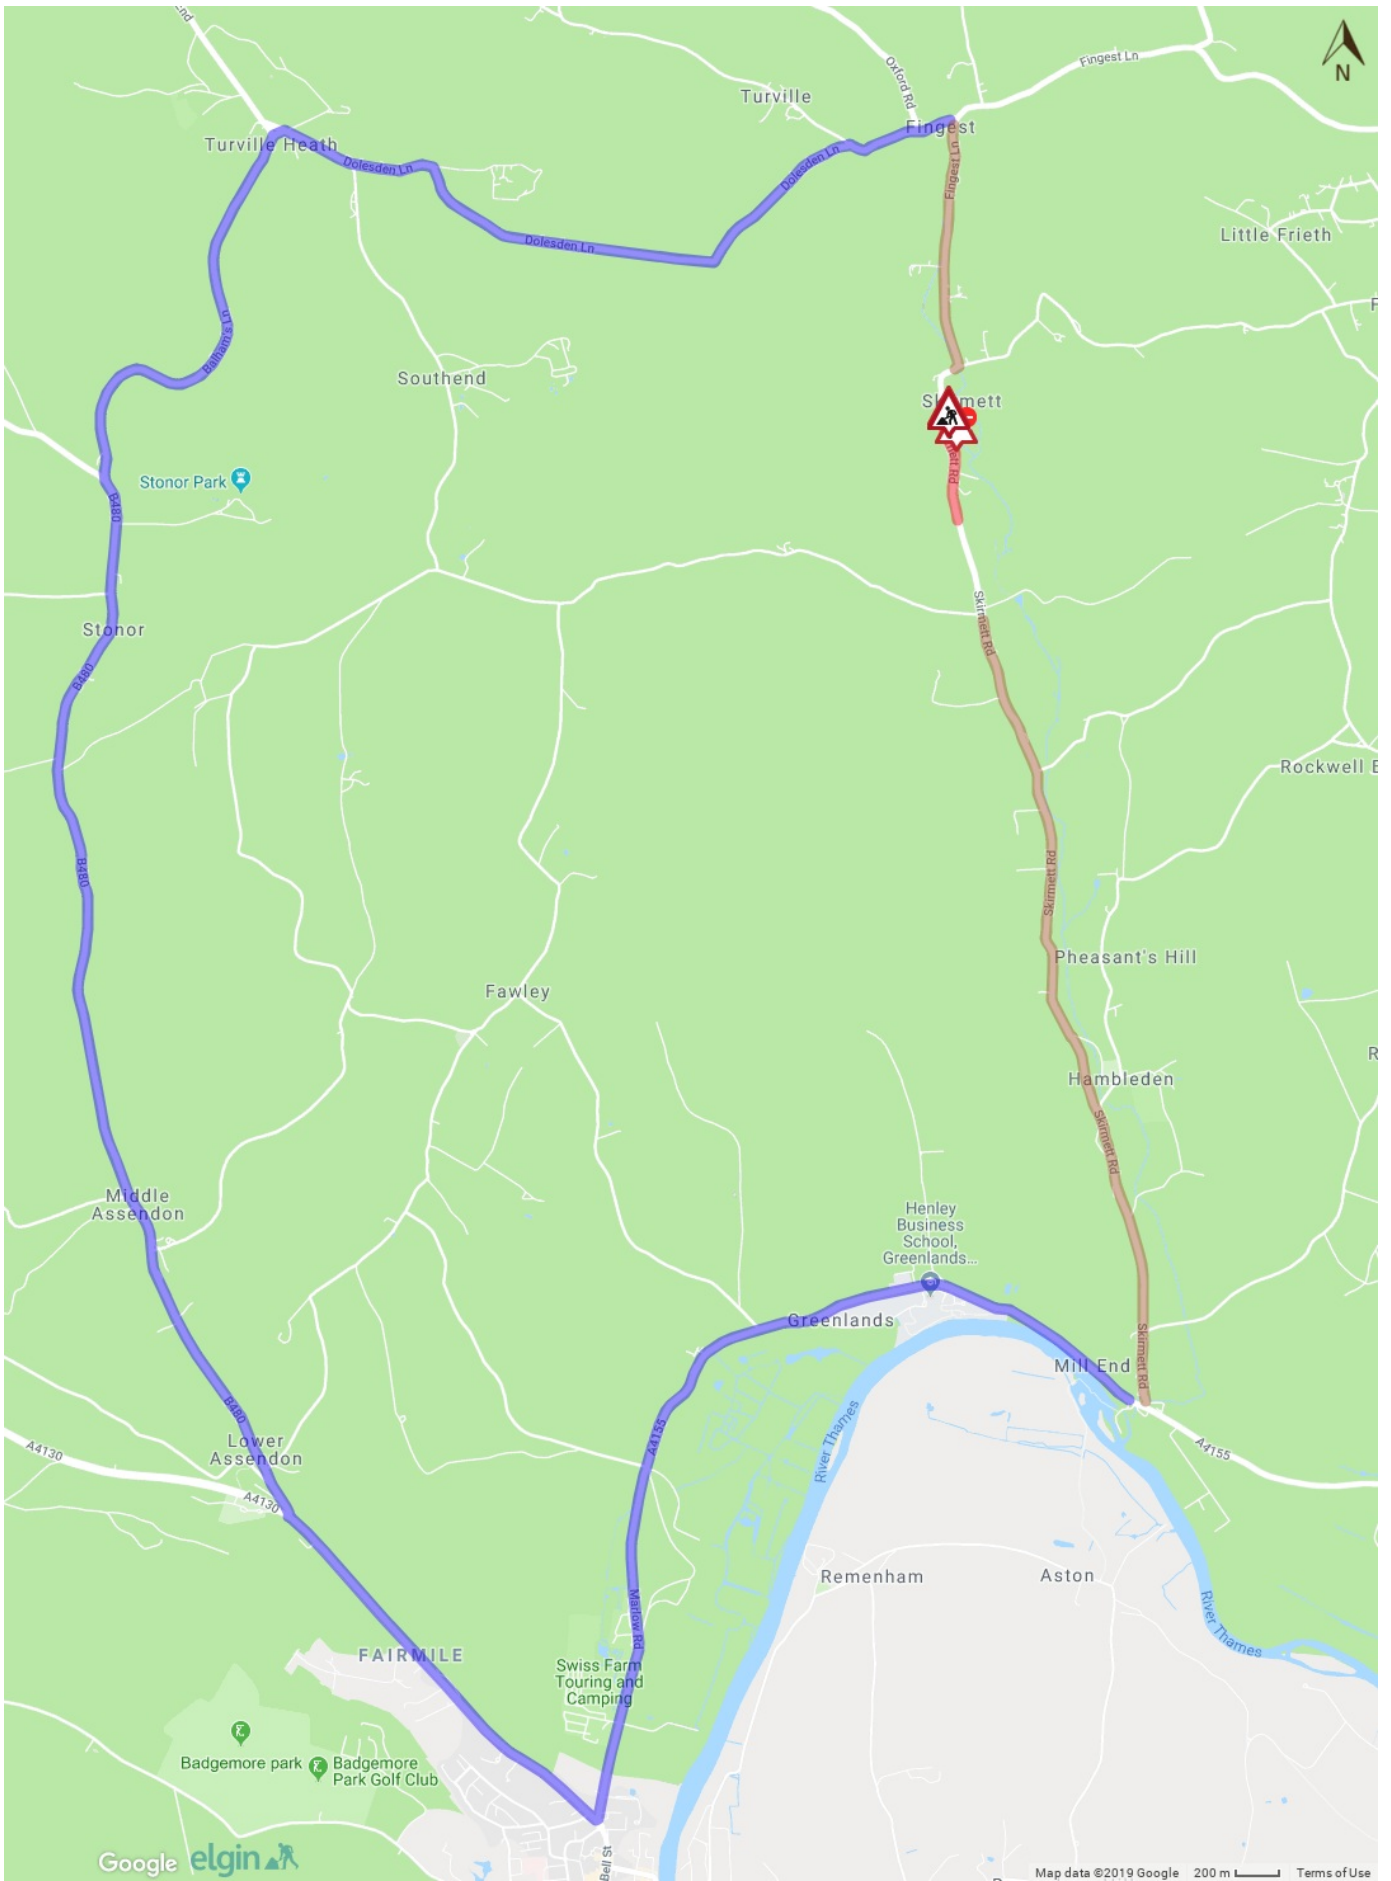 End
N
Fingest Ln
Oxford Rd
Turville
Fingest
Turville Heath
Dolesden Ln
Dolesden Ln
Fingest Ln
Dolesden Ln
Little Frieth
Balham's Ln
Southend
Skirmett
Stonor Park
B480
Stonor
Skirmett Rd
B480
Rockwell E
B480
Skirmett Rd
Pheasant's Hill
Fawley
R
Hambleden
Skirmett Rd
Middle
Assendon
Henley
Business
School,
Greenlands...
Greenlands
Mill End
Skirmett Rd
B480
Lower
Assendon
A4130
A4130
A4155
River Thames
A4155
Remenham
Aston
Marlow Rd
River Thames
FAIRMILE
Swiss Farm
Touring and
Camping
Badgemore park
Badgemore
Park Golf Club
Bell St
Google elgin
Map data ©2019 Google 200 m Terms of Use